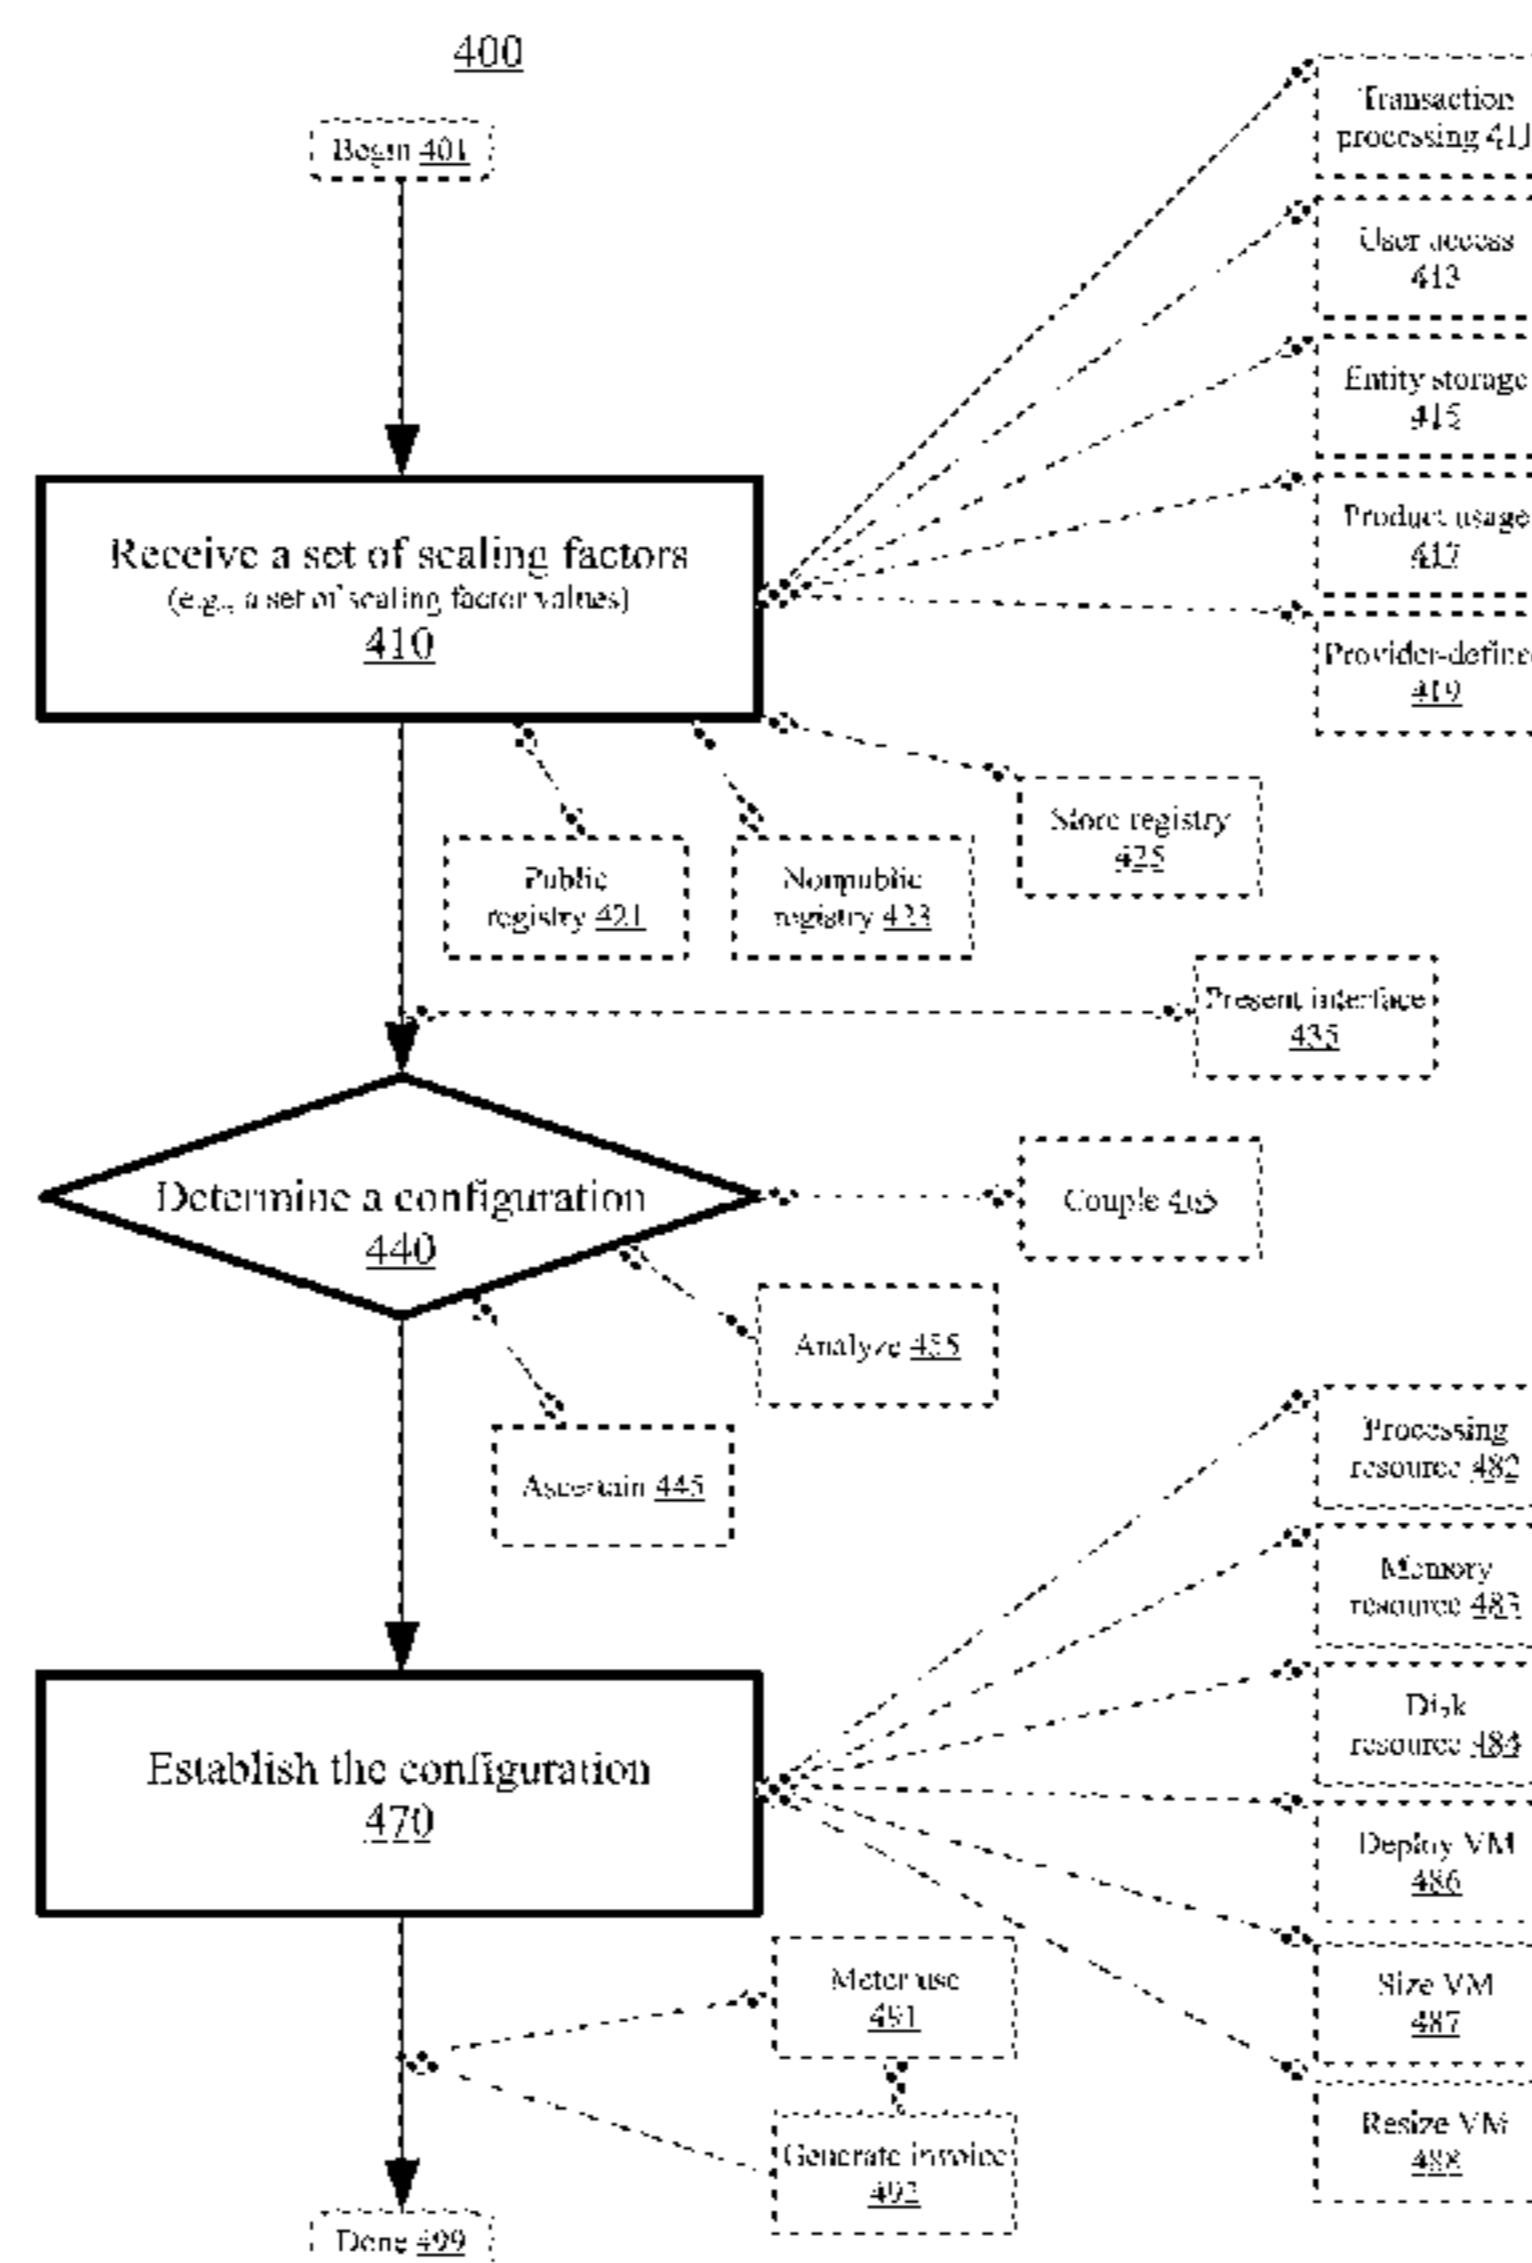 400
Begin 401
Transaction
processing 411
User access
413
Entity storage
415
Product usage
417
Provider-define
419
Receive a set of scaling factors
(e.g., a set of scaling factor values)
410
Store registry
425
Public
registry 421
Nonpublic
registry 423
Present interface
435
Determine a configuration
440
Couple 465
Analyze 455
Ascertain 445
Processing
resource 482
Memory
resource 483
Disk
resource 484
Deploy VM
486
Size VM
487
Resize VM
488
Establish the configuration
470
Meter use
491
Generate invoice
492
Done 499